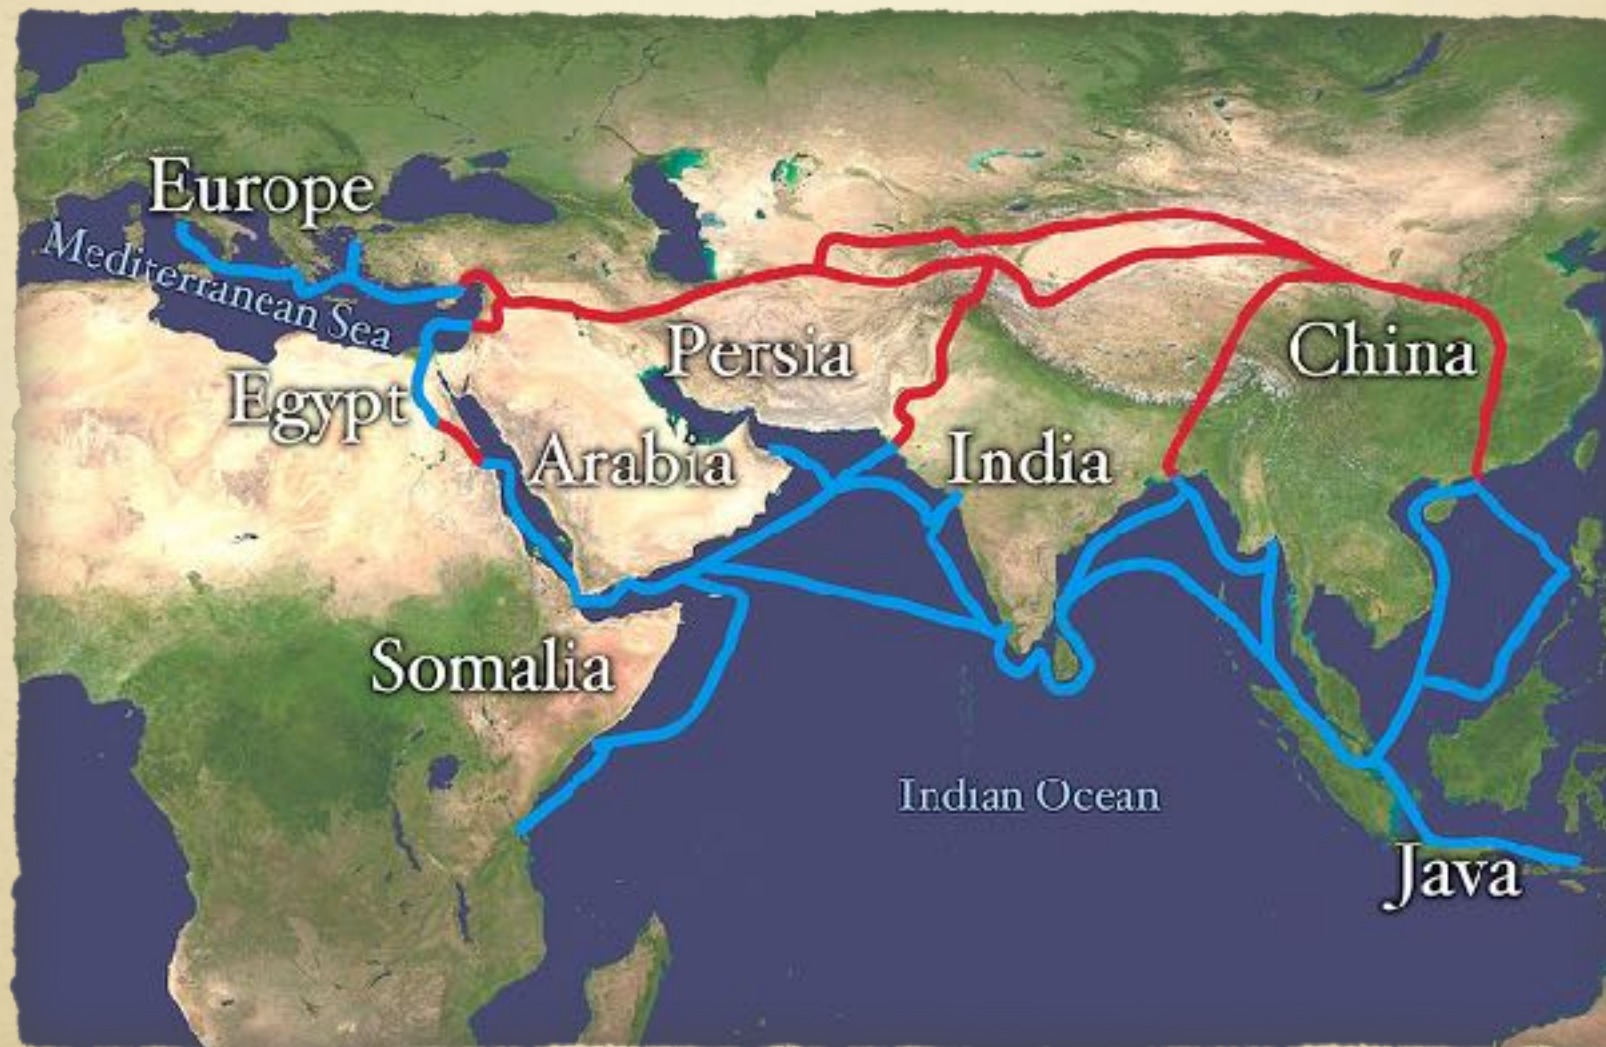 Europe
Mediterranean Sea
Egypt
Persia
China
Arabia
India
Somalia
Indian Ocean
Java